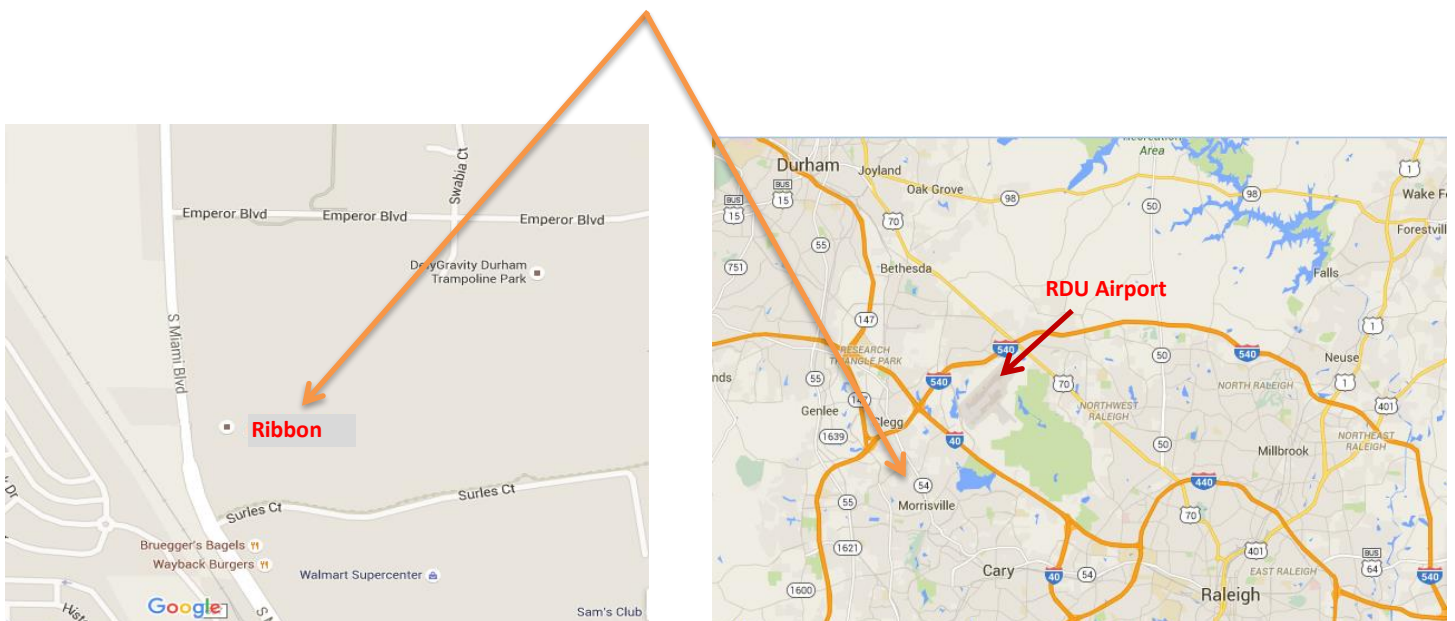 Swabia Ct
Emperor Blvd
Emperor Blvd
Emperor Blvd
DefyGravity Durham
Trampoline Park
S Miami Blvd
Ribbon
Surles Ct
Surles Ct
Bruegger's Bagels
Wayback Burgers
Walmart Supercenter
Google
Sam's Club
Area
Durham
Joyland
Oak Grove
BUS
15
BUS
15
98
98
50
1
Wake F
70
Forestvill
55
751
Bethesda
Falls
RDU Airport
147
1
RESEARCH
TRIANGLE PARK
540
50
540
Neuse
nds
55
540
70
NORTH RALEIGH
1
147
Genlee
Clegg
NORTHWEST
RALEIGH
401
1639
40
50
NORTHEAST
RALEIGH
Millbrook
54
440
55
Morrisville
70
1621
401
BUS
64
Cary
40
54
EAST RALEIGH
540
1600
Raleigh